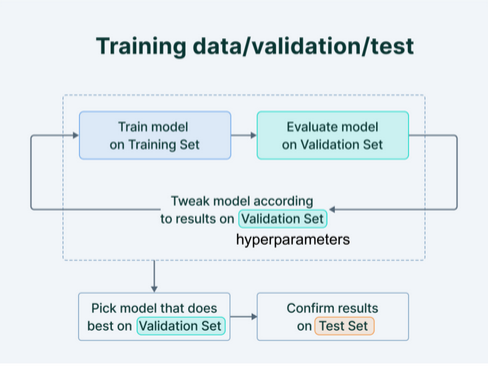 Training data/validation/test
Train model
on Training Set
Evaluate model
on Validation Set
Tweak model according
to results on Validation Set
hyperparameters
Pick model that does
best on Validation Set
Confirm results
on Test Set